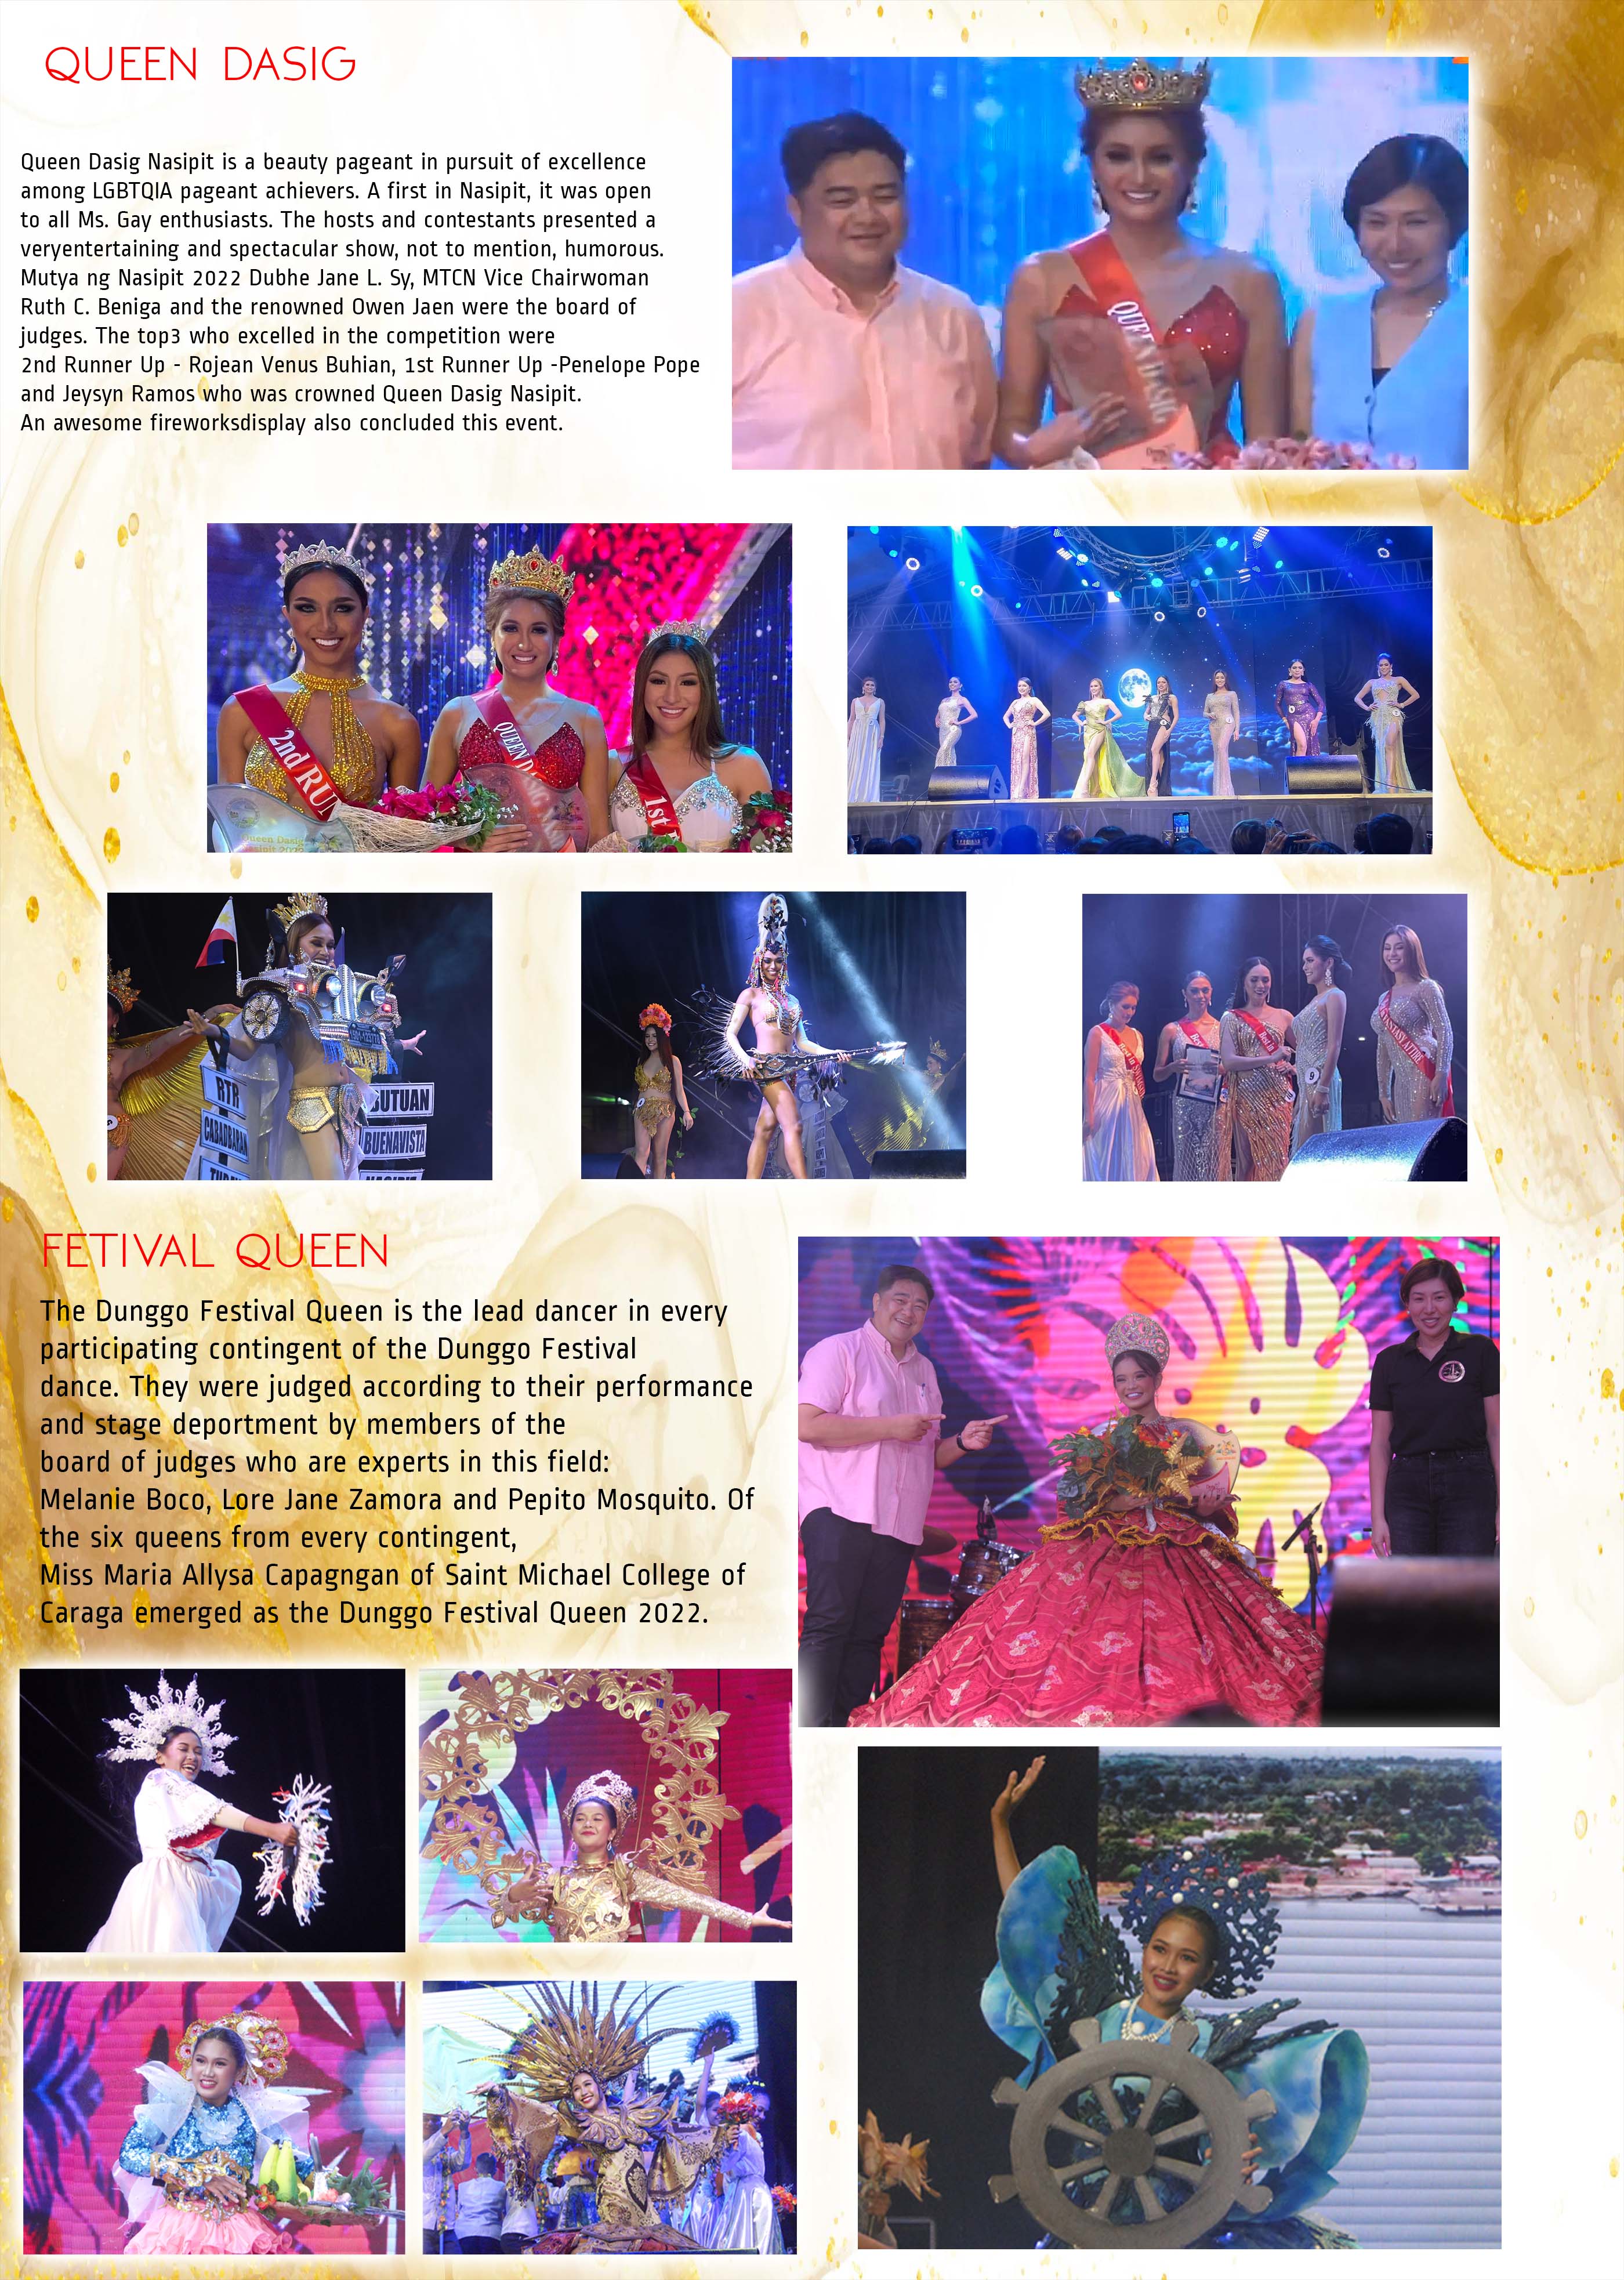 QUEEN DASIG
Queen Dasig Nasipit is a beauty pageant in pursuit of excellence
among LGBTQIA pageant achievers. A first in Nasipit, it was open
to all Ms. Gay enthusiasts. The hosts and contestants presented a
veryentertaining and spectacular show, not to mention, humorous.
Mutya ng Nasipit 2022 Dubhe Jane L. Sy, MTCN Vice Chairwoman
Ruth C. Beniga and the renowned Owen Jaen were the board of
judges. The top3 who excelled in the competition were
2nd Runner Up - Rojean Venus Buhian, 1st Runner Up -Penelope Pope
and Jeysyn Ramos who was crowned Queen Dasig Nasipit.
An awesome fireworksdisplay also concluded this event.
QUEEN DASIG
2nd RU
QUEEN D
1st
Queen Dasig
RTR
CABADBARAN
BUTUAN
BUENAVISTA
9
FETIVAL QUEEN
The Dunggo Festival Queen is the lead dancer in every
participating contingent of the Dunggo Festival
dance. They were judged according to their performance
and stage deportment by members of the
board of judges who are experts in this field:
Melanie Boco, Lore Jane Zamora and Pepito Mosquito. Of
the six queens from every contingent,
Miss Maria Allysa Capagngan of Saint Michael College of
Caraga emerged as the Dunggo Festival Queen 2022.